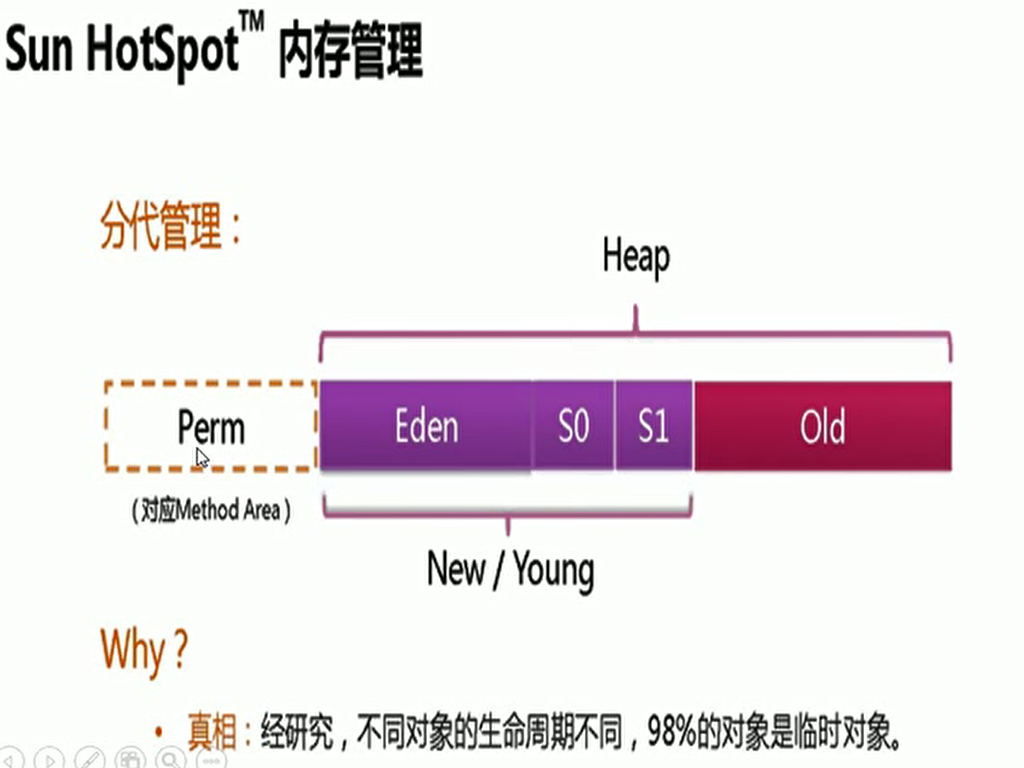 Sun HotSpot™ 内存管理
分代管理：
Heap
Perm
Eden
S0
S1
Old
（对应Method Area）
New / Young
Why？
• 真相：经研究，不同对象的生命周期不同，98%的对象是临时对象。